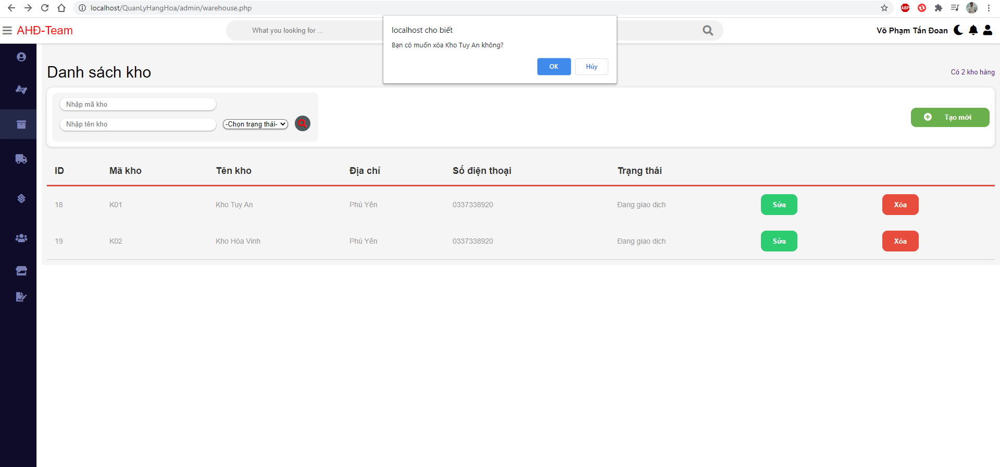 localhost/QuanLyHangHoa/admin/warehouse.php
ABP
AHĐ-Team
What you looking for ...
Võ Phạm Tấn Đoan
localhost cho biết
Bạn có muốn xóa Kho Tuy An không?
OK
Hủy
Danh sách kho
Có 2 kho hàng
Nhập mã kho
Nhập tên kho
-Chọn trạng thái-
Tạo mới
ID Mã kho Tên kho Địa chỉ Số điện thoại Trạng thái
18 K01 Kho Tuy An Phú Yên 0337338920 Đang giao dịch Sửa Xóa
19 K02 Kho Hòa Vinh Phú Yên 0337338920 Đang giao dịch Sửa Xóa